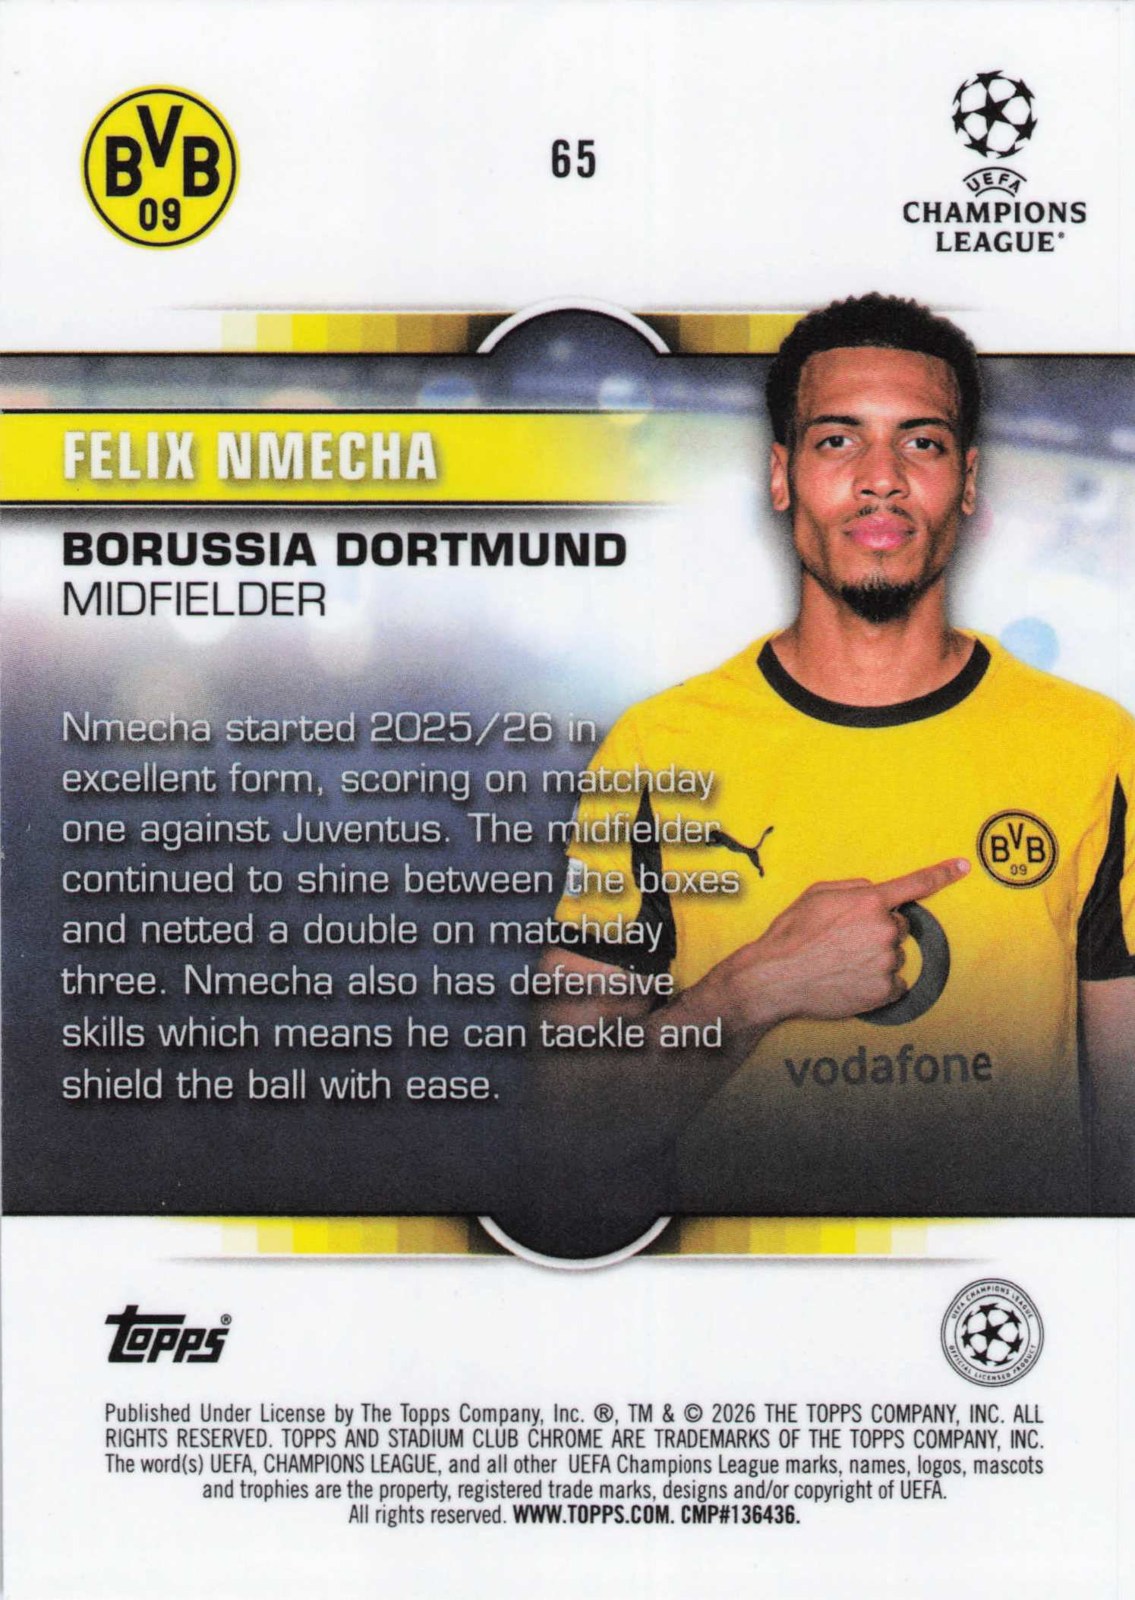 BVB
09
65
UEFA
CHAMPIONS
LEAGUE®
FELIX NMECHA
BORUSSIA DORTMUND
MIDFIELDER
Nmecha started 2025/26 in
excellent form, scoring on matchday
one against Juventus. The midfielder
continued to shine between the boxes
and netted a double on matchday
three. Nmecha also has defensive
skills which means he can tackle and
shield the ball with ease.
BVB
09
vodafone
TOPPS®
UEFA CHAMPIONS LEAGUE
OFFICIAL LICENSED PRODUCT
Published Under License by The Topps Company, Inc. ®, TM & © 2026 THE TOPPS COMPANY, INC. ALL
RIGHTS RESERVED. TOPPS AND STADIUM CLUB CHROME ARE TRADEMARKS OF THE TOPPS COMPANY, INC.
The word(s) UEFA, CHAMPIONS LEAGUE, and all other UEFA Champions League marks, names, logos, mascots
and trophies are the property, registered trade marks, designs and/or copyright of UEFA.
All rights reserved. WWW.TOPPS.COM. CMP#136436.